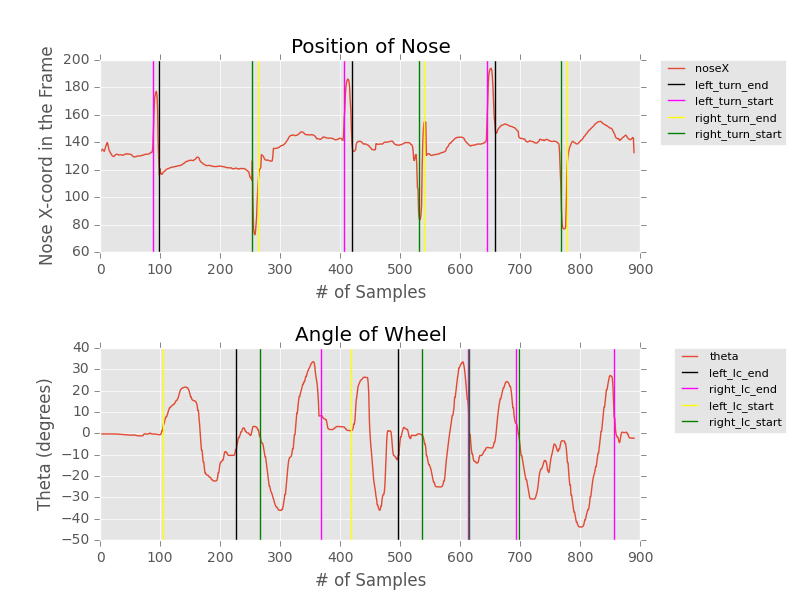 Position of Nose
Nose X-coord in the Frame
200
180
160
140
120
100
80
60
0 100 200 300 400 500 600 700 800 900
# of Samples
noseX
left_turn_end
left_turn_start
right_turn_end
right_turn_start
Angle of Wheel
Theta (degrees)
40
30
20
10
0
−10
−20
−30
−40
−50
0 100 200 300 400 500 600 700 800 900
# of Samples
theta
left_lc_end
right_lc_end
left_lc_start
right_lc_start